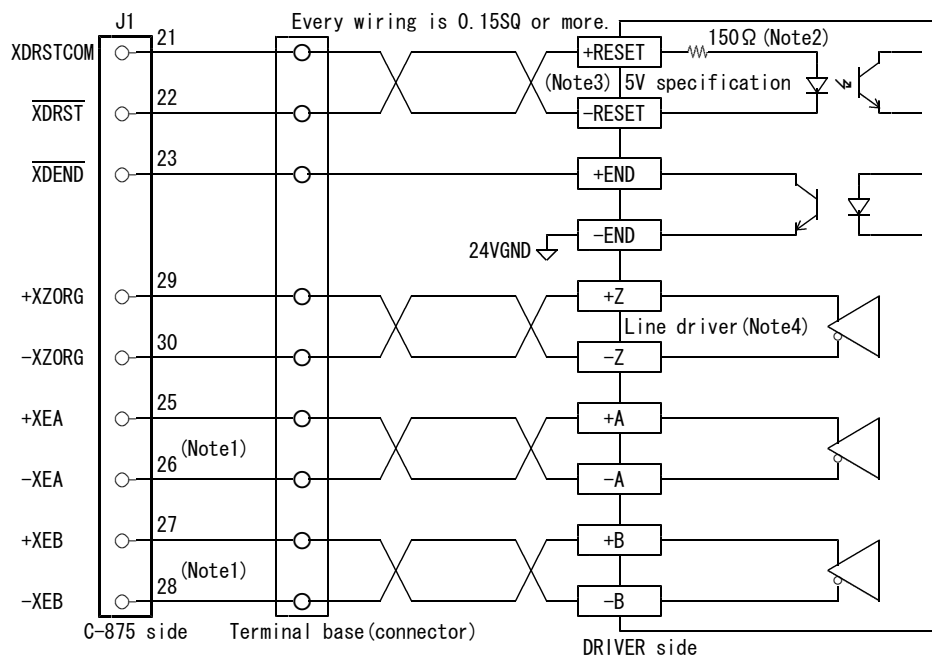 J1 Every wiring is 0.15SQ or more.
XDRSTCOM 21 +RESET 150Ω(Note2)
(Note3) 5V specification
XDRST 22 -RESET
XDEND 23 +END
24VGND -END
+XZORG 29 +Z
Line driver(Note4)
-XZORG 30 -Z
+XEA 25 +A
(Note1)
-XEA 26 -A
+XEB 27 +B
(Note1)
-XEB 28 -B
C-875 side Terminal base(connector)
DRIVER side